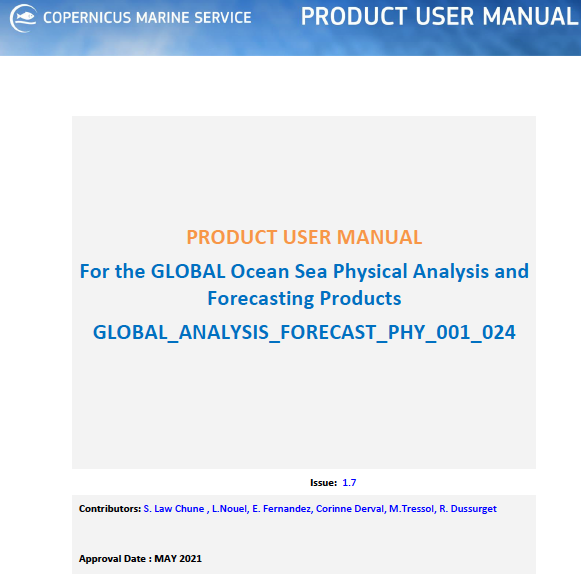 COPERNICUS MARINE SERVICE
PRODUCT USER MANUAL
PRODUCT USER MANUAL
For the GLOBAL Ocean Sea Physical Analysis and
Forecasting Products
GLOBAL_ANALYSIS_FORECAST_PHY_001_024
Issue: 1.7
Contributors: S. Law Chune , L.Nouel, E. Fernandez, Corinne Derval, M.Tressol, R. Dussurget
Approval Date : MAY 2021